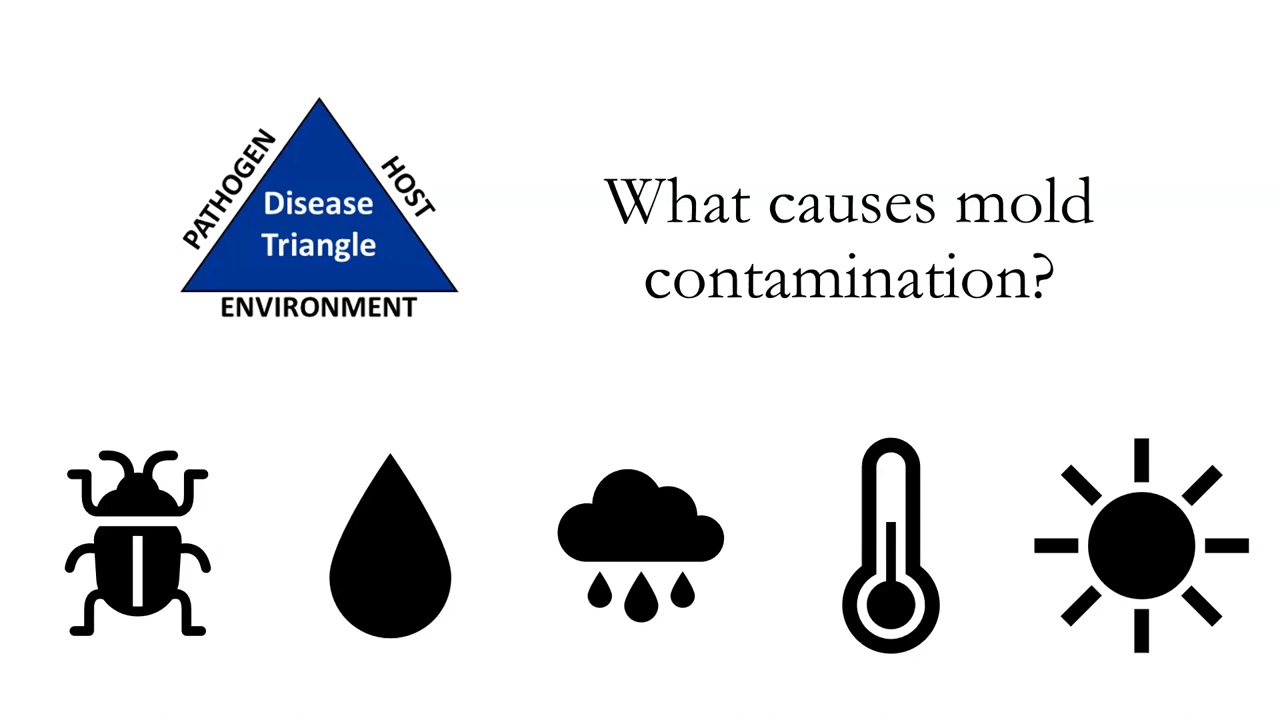 PATHOGEN
HOST
Disease
Triangle
ENVIRONMENT
What causes mold
contamination?